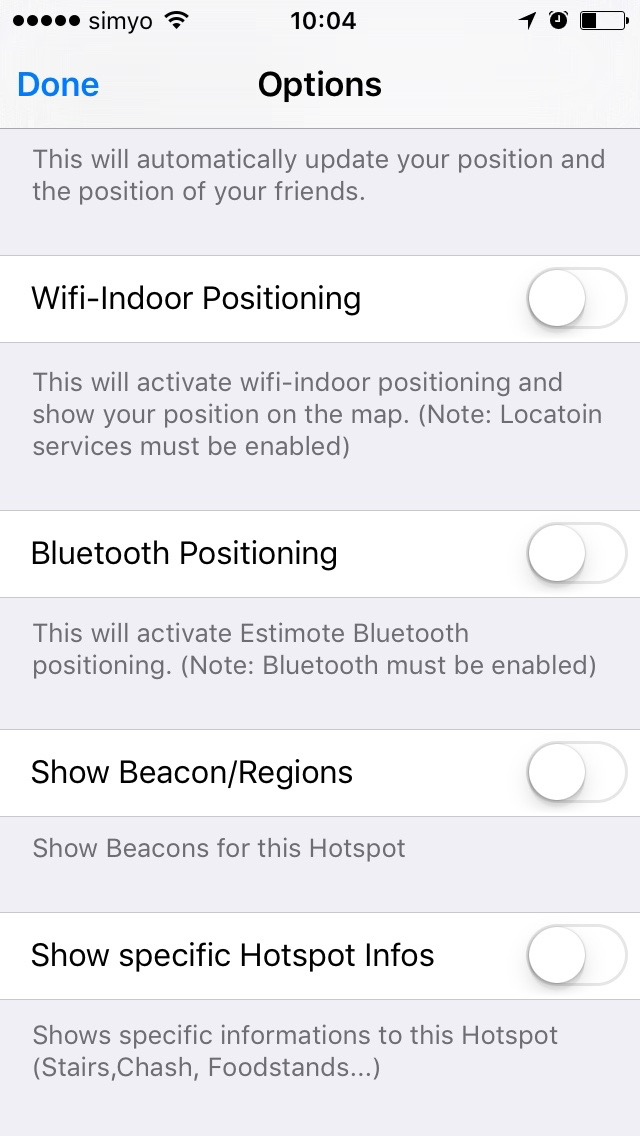 simyo 10:04
Done Options
This will automatically update your position and
the position of your friends.
Wifi-Indoor Positioning
This will activate wifi-indoor positioning and
show your position on the map. (Note: Locatoin
services must be enabled)
Bluetooth Positioning
This will activate Estimote Bluetooth
positioning. (Note: Bluetooth must be enabled)
Show Beacon/Regions
Show Beacons for this Hotspot
Show specific Hotspot Infos
Shows specific informations to this Hotspot
(Stairs,Chash, Foodstands...)